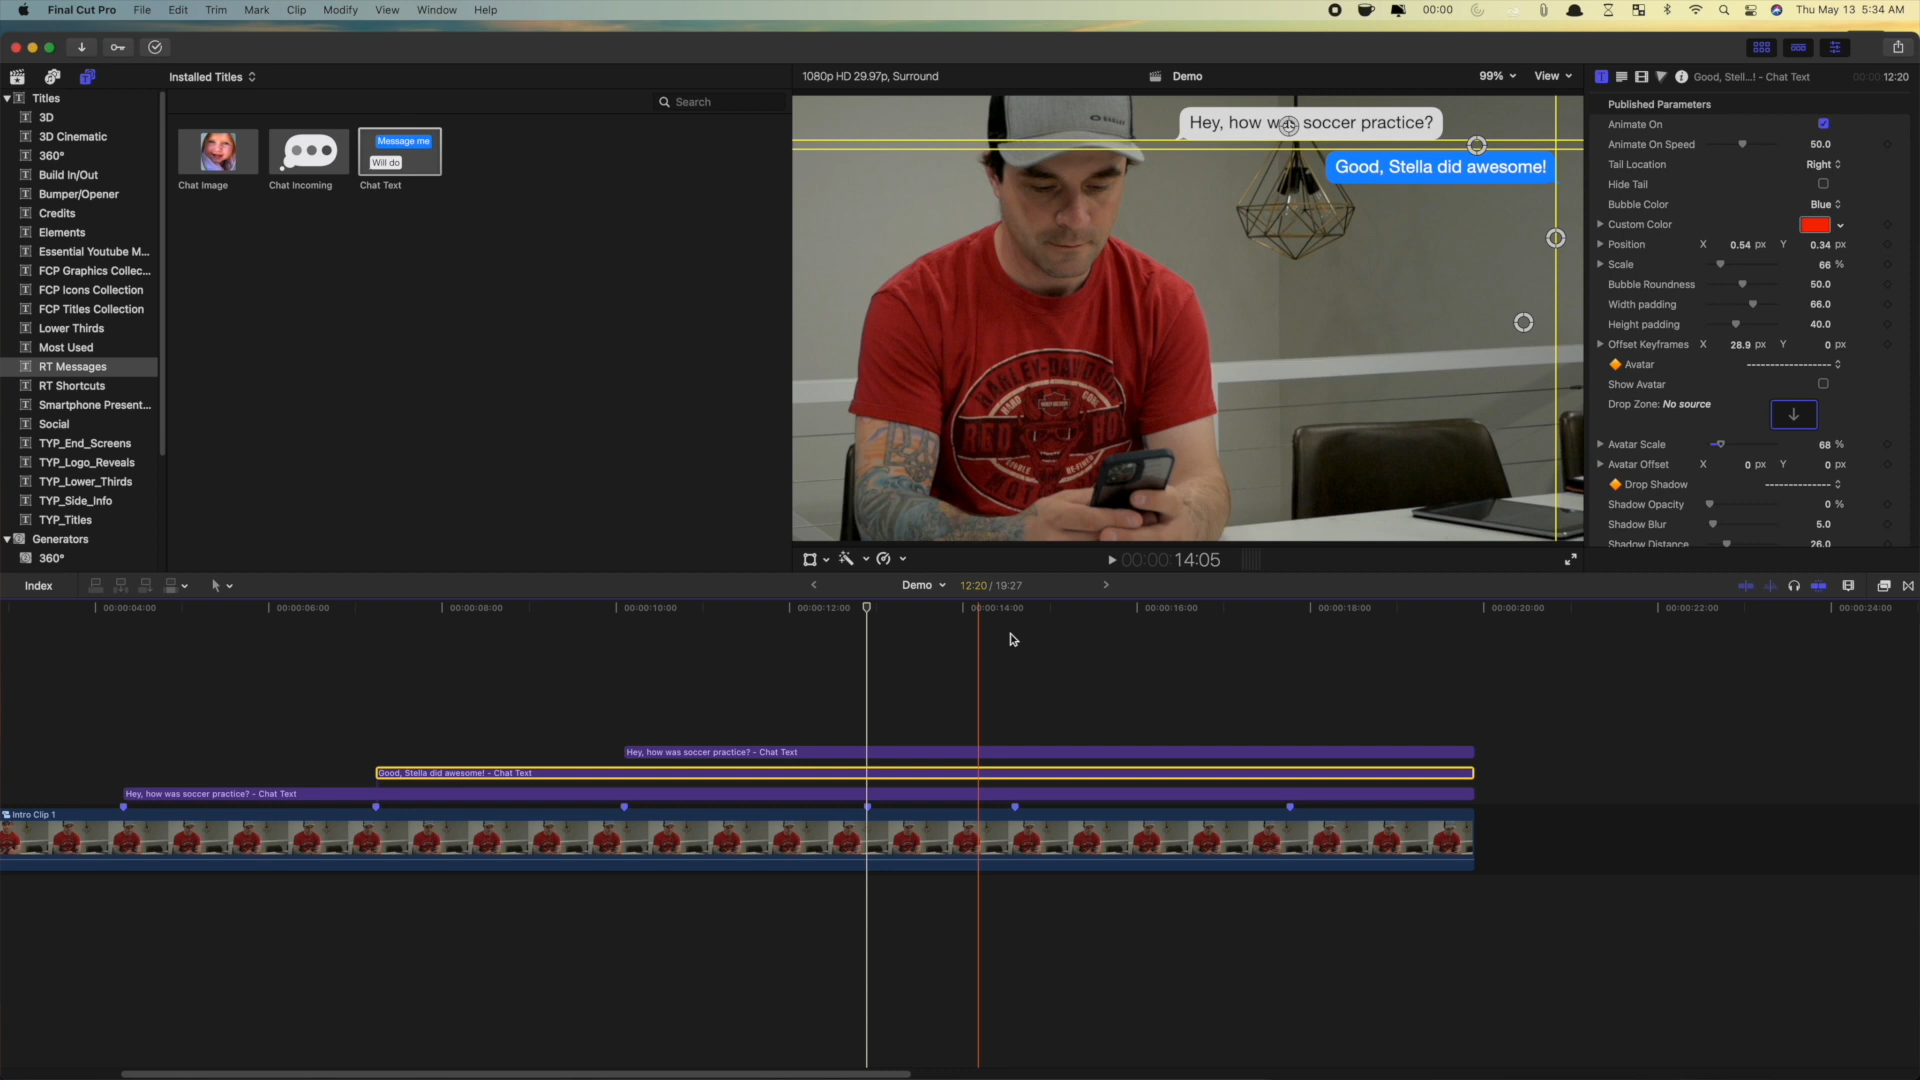 Final Cut Pro File Edit Trim Mark Clip Modify View Window Help 00:00 Thu May 13 5:34 AM
Installed Titles
1080p HD 29.97p, Surround Demo 99% View
Good, Stell...! - Chat Text 00:00 12:20
Search
Titles
3D
3D Cinematic
360°
Build In/Out
Bumper/Opener
Credits
Elements
Essential Youtube M...
FCP Graphics Collec...
FCP Icons Collection
FCP Titles Collection
Lower Thirds
Most Used
RT Messages
RT Shortcuts
Smartphone Present...
Social
TYP_End_Screens
TYP_Logo_Reveals
TYP_Lower_Thirds
TYP_Side_Info
TYP_Titles
Generators
360°
Message me
Will do
Chat Image Chat Incoming Chat Text
Hey, how was soccer practice?
Good, Stella did awesome!
HARLEY-DAVIDSON
RED HOT
Published Parameters
Animate On
Animate On Speed 50.0
Tail Location Right
Hide Tail
Bubble Color Blue
Custom Color
Position X 0.54 px Y 0.34 px
Scale 66 %
Bubble Roundness 50.0
Width padding 66.0
Height padding 40.0
Offset Keyframes X 28.9 px Y 0 px
Avatar ------------------
Show Avatar
Drop Zone: No source
Avatar Scale 68 %
Avatar Offset X 0 px Y 0 px
Drop Shadow --------------
Shadow Opacity 0 %
Shadow Blur 5.0
Shadow Distance 26.0
00:00:14:05
Index Demo 12:20 / 19:27
00:00:04:00 00:00:06:00 00:00:08:00 00:00:10:00 00:00:12:00 00:00:14:00 00:00:16:00 00:00:18:00 00:00:20:00 00:00:22:00 00:00:24:00
Hey, how was soccer practice? - Chat Text
Good, Stella did awesome! - Chat Text
Hey, how was soccer practice? - Chat Text
Intro Clip 1